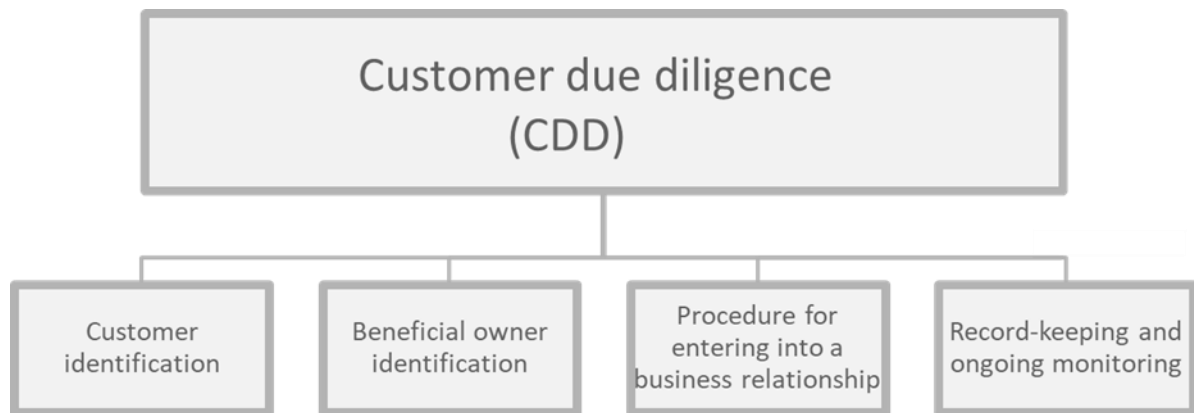 Customer due diligence
(CDD)
Customer
identification
Beneficial owner
identification
Procedure for
entering into a
business relationship
Record-keeping and
ongoing monitoring